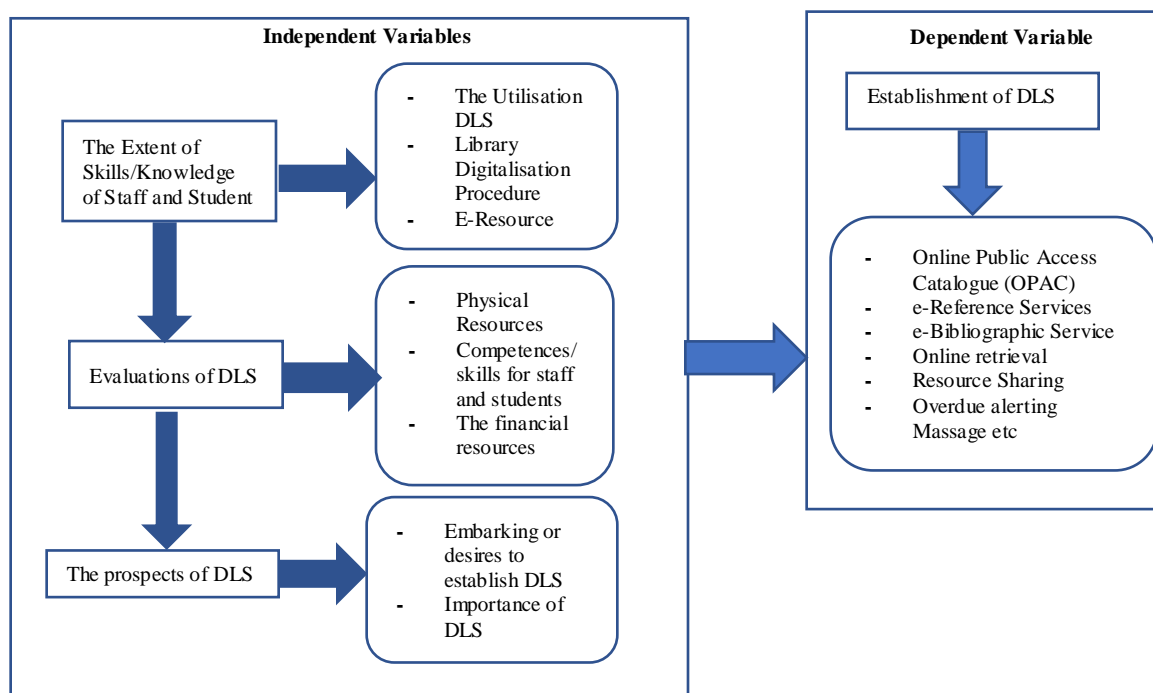 Independent Variables
The Extent of
Skills/Knowledge
of Staff and Student
- The Utilisation
DLS
- Library
Digitalisation
Procedure
- E-Resource
Evaluations of DLS
- Physical
Resources
- Competences/
skills for staff
and students
- The financial
resources
The prospects of DLS
- Embarking or
desires to
establish DLS
- Importance of
DLS
Dependent Variable
Establishment of DLS
- Online Public Access
Catalogue (OPAC)
- e-Reference Services
- e-Bibliographic Service
- Online retrieval
- Resource Sharing
- Overdue alerting
Massage etc